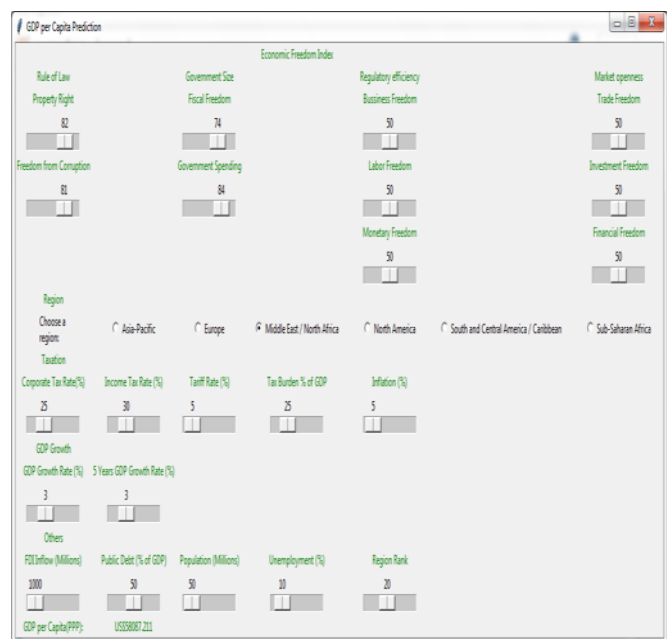 GDP per Capita Prediction
Economic Freedom Index
Rule of Law Government Size Regulatory efficiency Market openness
Property Right Fiscal Freedom Bussiness Freedom Trade Freedom
82 74 50 50
Freedom from Corruption Government Spending Labor Freedom Investment Freedom
81 84 50 50
Monetary Freedom Financial Freedom
50 50
Region
Choose a
region: Asia-Pacific Europe Middle East / North Africa North America South and Central America / Caribbean Sub-Saharan Africa
Taxation
Corporate Tax Rate(%) Income Tax Rate (%) Tariff Rate (%) Tax Burden % of GDP Inflation (%)
25 30 5 25 5
GDP Growth
GDP Growth Rate (%) 5 Years GDP Growth Rate (%)
3 3
Others
FDI Inflow (Millions) Public Debt (% of GDP) Population (Millions) Unemployment (%) Region Rank
1000 50 50 10 20
GDP per Capita(PPP): US$58087.211